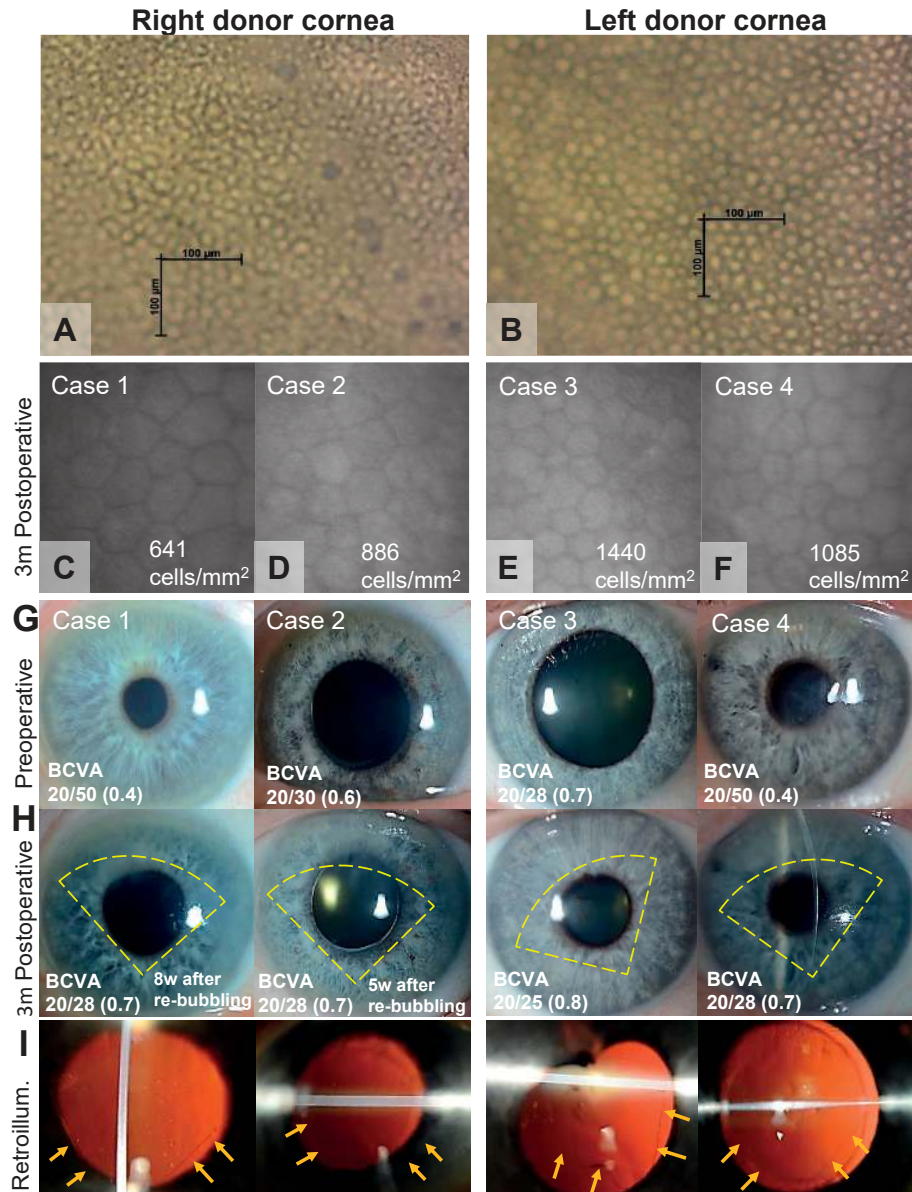 Right donor cornea
Left donor cornea
100 µm
100 µm
A
100 µm
100 µm
B
3m Postoperative
Case 1
641
cells/mm²
C
Case 2
886
cells/mm²
D
Case 3
1440
cells/mm²
E
Case 4
1085
cells/mm²
F
G
Preoperative
Case 1
BCVA
20/50 (0.4)
Case 2
BCVA
20/30 (0.6)
Case 3
BCVA
20/28 (0.7)
Case 4
BCVA
20/50 (0.4)
H
3m Postoperative
BCVA
20/28 (0.7)
8w after
re-bubbling
BCVA
20/28 (0.7)
5w after
re-bubbling
BCVA
20/25 (0.8)
BCVA
20/28 (0.7)
I
Retroillum.